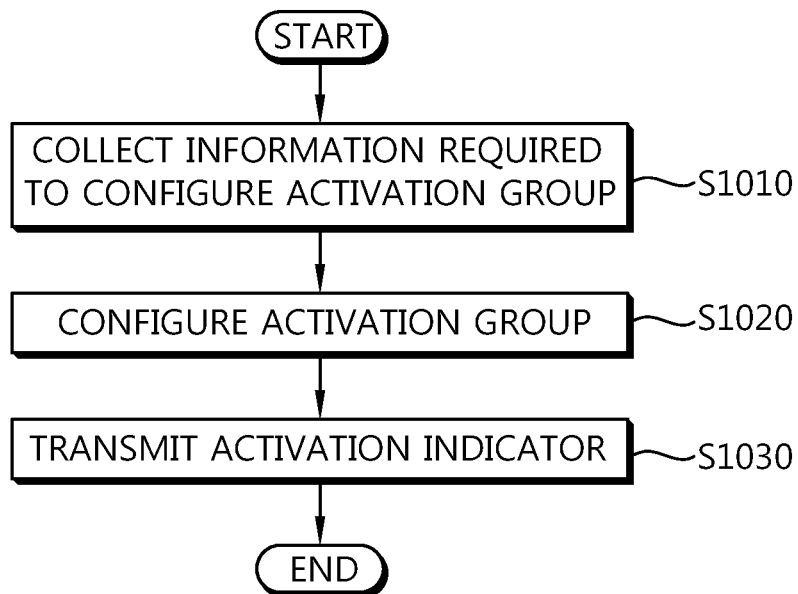 START
COLLECT INFORMATION REQUIRED
TO CONFIGURE ACTIVATION GROUP
S1010
CONFIGURE ACTIVATION GROUP
S1020
TRANSMIT ACTIVATION INDICATOR
S1030
END